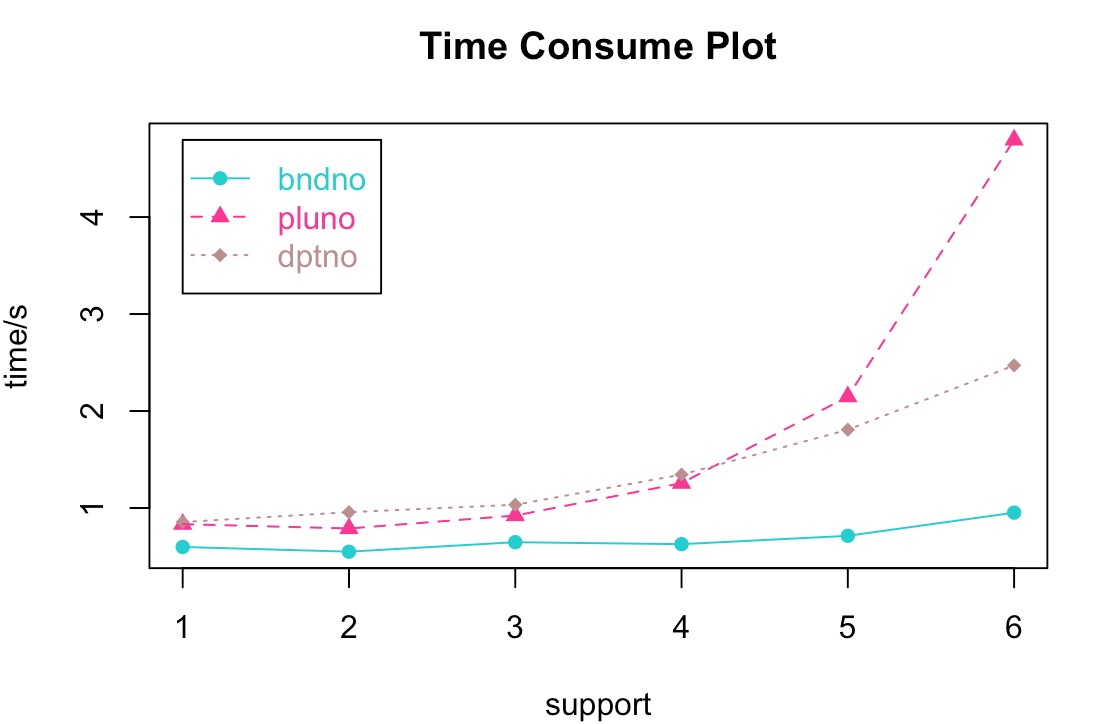 Time Consume Plot
bndno
pluno
dptno
time/s
4
3
2
1
1 2 3 4 5 6
support